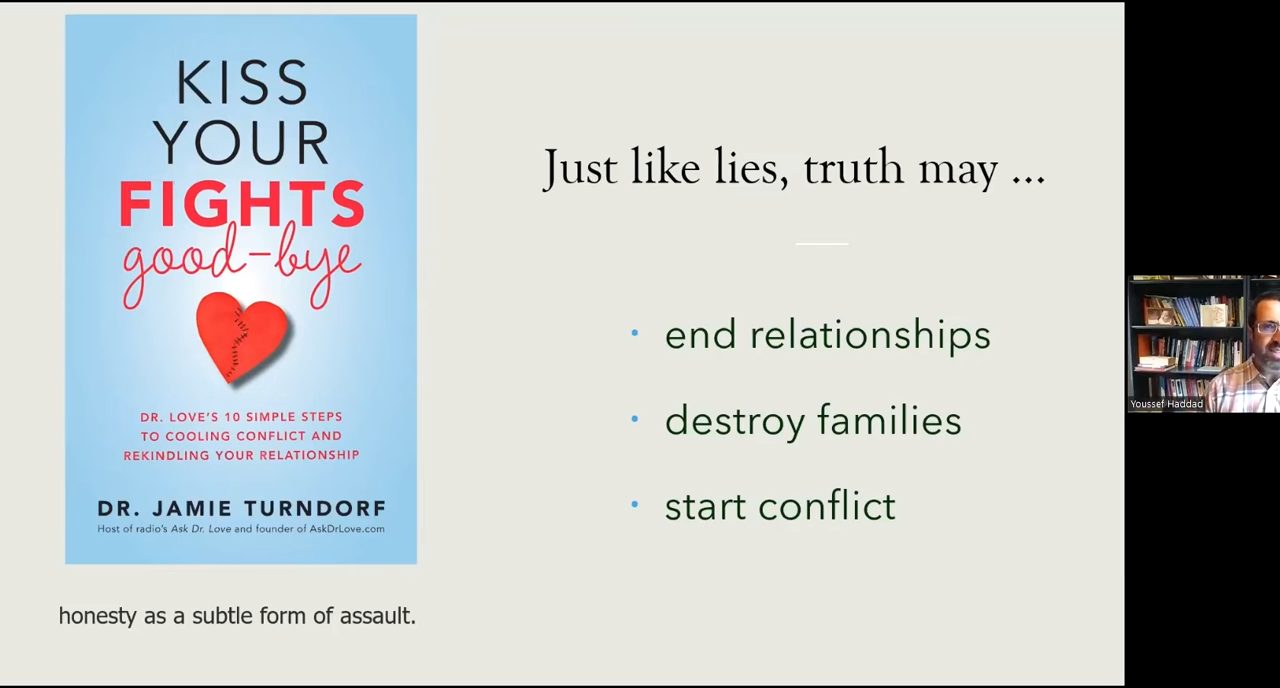 KISS
YOUR
FIGHTS
good-bye
DR. LOVE'S 10 SIMPLE STEPS
TO COOLING CONFLICT AND
REKINDLING YOUR RELATIONSHIP
DR. JAMIE TURNDORF
Host of radio's Ask Dr. Love and founder of AskDrLove.com
honesty as a subtle form of assault.
Just like lies, truth may ...
• end relationships
• destroy families
• start conflict
Youssef Haddad